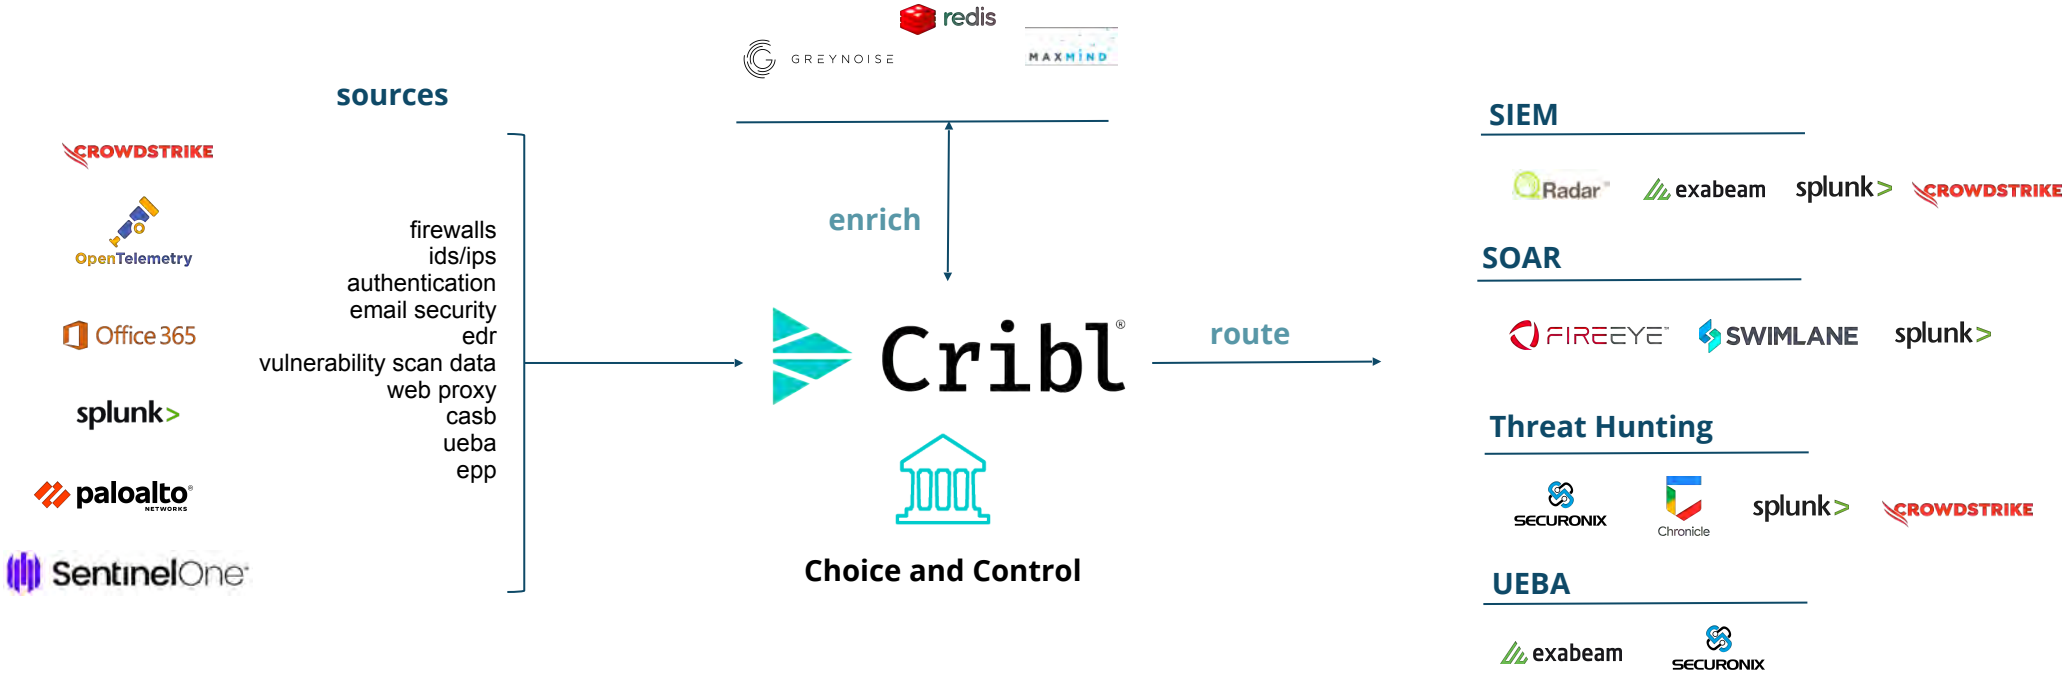 redis
GREYNOISE
MAXMIND
sources
CROWDSTRIKE
OpenTelemetry
Office 365
splunk>
paloalto®
NETWORKS
SentinelOne
firewalls
ids/ips
authentication
email security
edr
vulnerability scan data
web proxy
casb
ueba
epp
enrich
Cribl®
Choice and Control
route
SIEM
Radar
exabeam
splunk>
CROWDSTRIKE
SOAR
FIREEYE™
SWIMLANE
splunk>
Threat Hunting
SECURONIX
Chronicle
splunk>
CROWDSTRIKE
UEBA
exabeam
SECURONIX